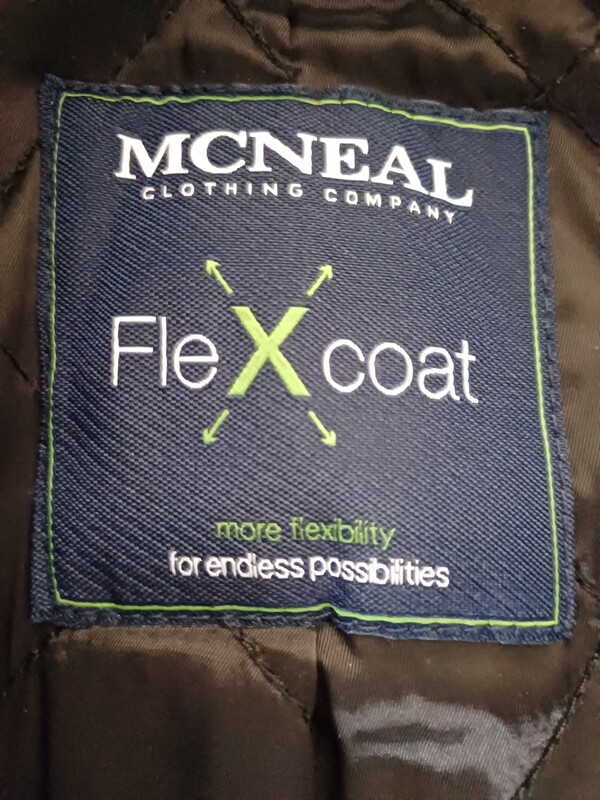 MCNEAL
CLOTHING COMPANY
FleXcoat
more flexibility
for endless possibilities